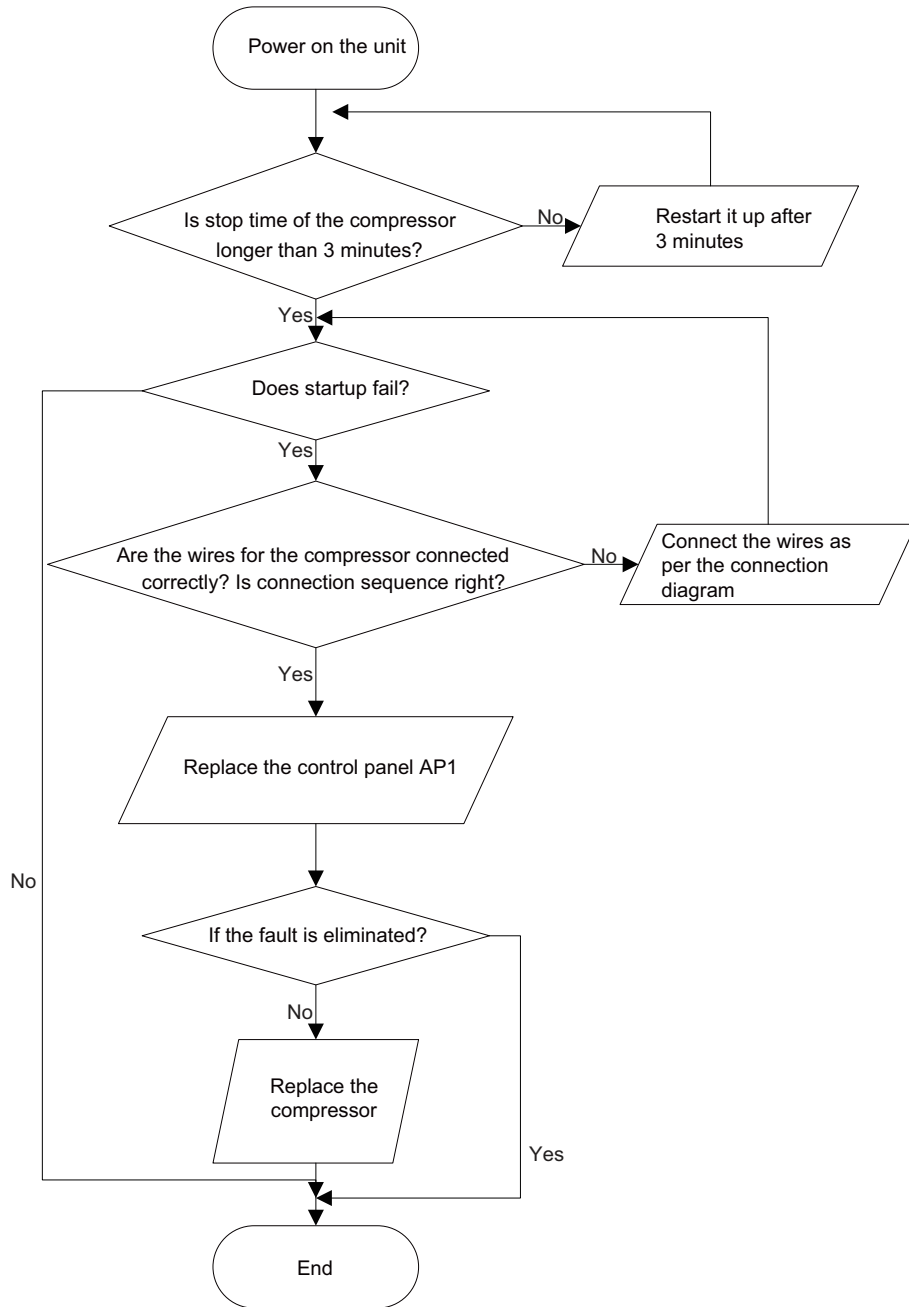 Power on the unit
Is stop time of the compressor
longer than 3 minutes?
No
Restart it up after
3 minutes
Yes
Does startup fail?
Yes
Are the wires for the compressor connected
correctly? Is connection sequence right?
No
Connect the wires as
per the connection
diagram
Yes
Replace the control panel AP1
No
If the fault is eliminated?
No
Replace the
compressor
Yes
End